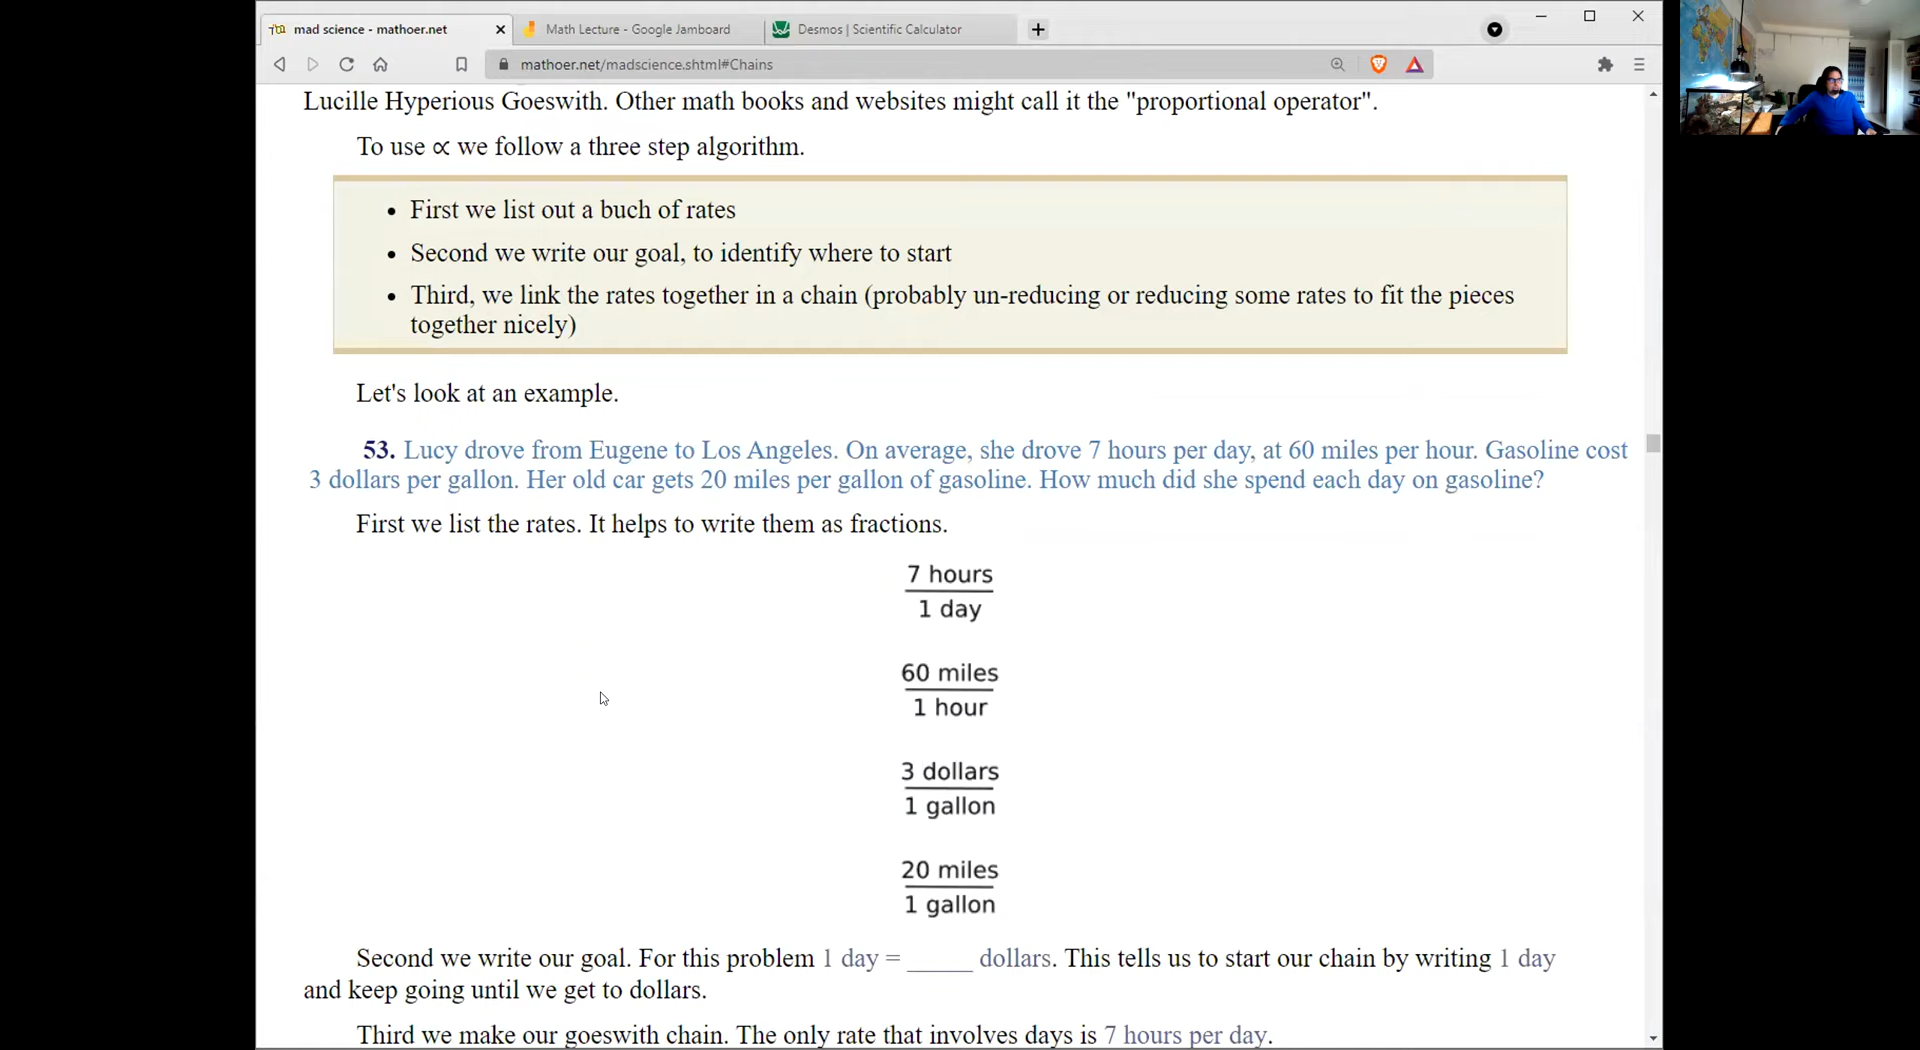 mad science - mathoer.net
Math Lecture - Google Jamboard
Desmos | Scientific Calculator
mathoer.net/madscience.shtml#Chains
Lucille Hyperious Goeswith. Other math books and websites might call it the "proportional operator".
To use ∝ we follow a three step algorithm.
• First we list out a buch of rates
• Second we write our goal, to identify where to start
• Third, we link the rates together in a chain (probably un-reducing or reducing some rates to fit the pieces
together nicely)
Let's look at an example.
53. Lucy drove from Eugene to Los Angeles. On average, she drove 7 hours per day, at 60 miles per hour. Gasoline cost
3 dollars per gallon. Her old car gets 20 miles per gallon of gasoline. How much did she spend each day on gasoline?
First we list the rates. It helps to write them as fractions.
7 hours
1 day
60 miles
1 hour
3 dollars
1 gallon
20 miles
1 gallon
Second we write our goal. For this problem 1 day = _____ dollars. This tells us to start our chain by writing 1 day
and keep going until we get to dollars.
Third we make our goeswith chain. The only rate that involves days is 7 hours per day.